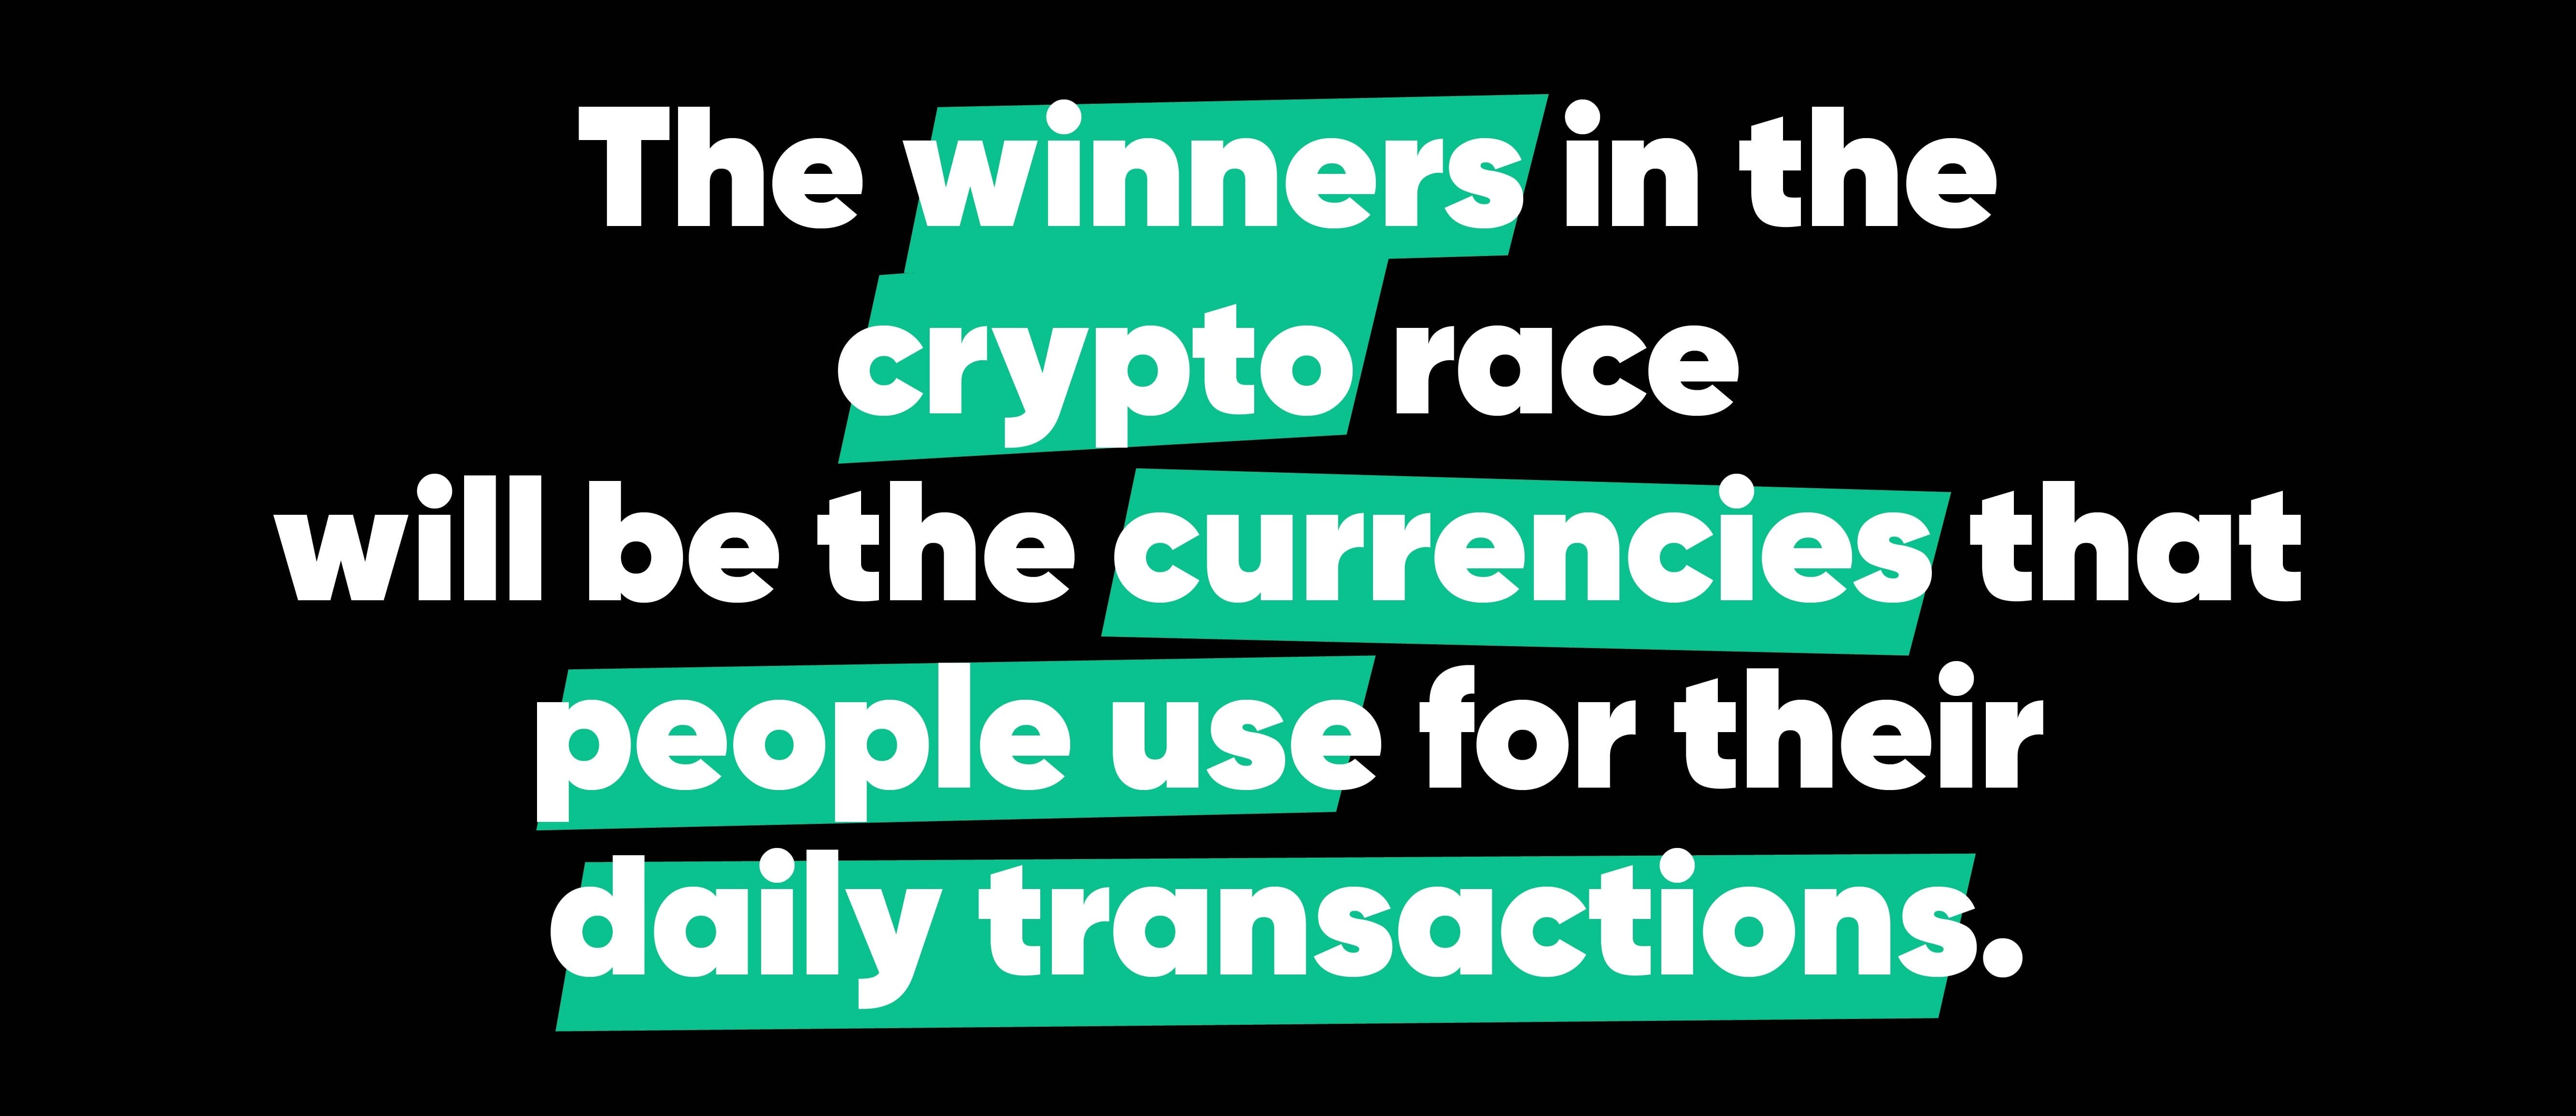 The winners in the
crypto race
will be the currencies that
people use for their
daily transactions.